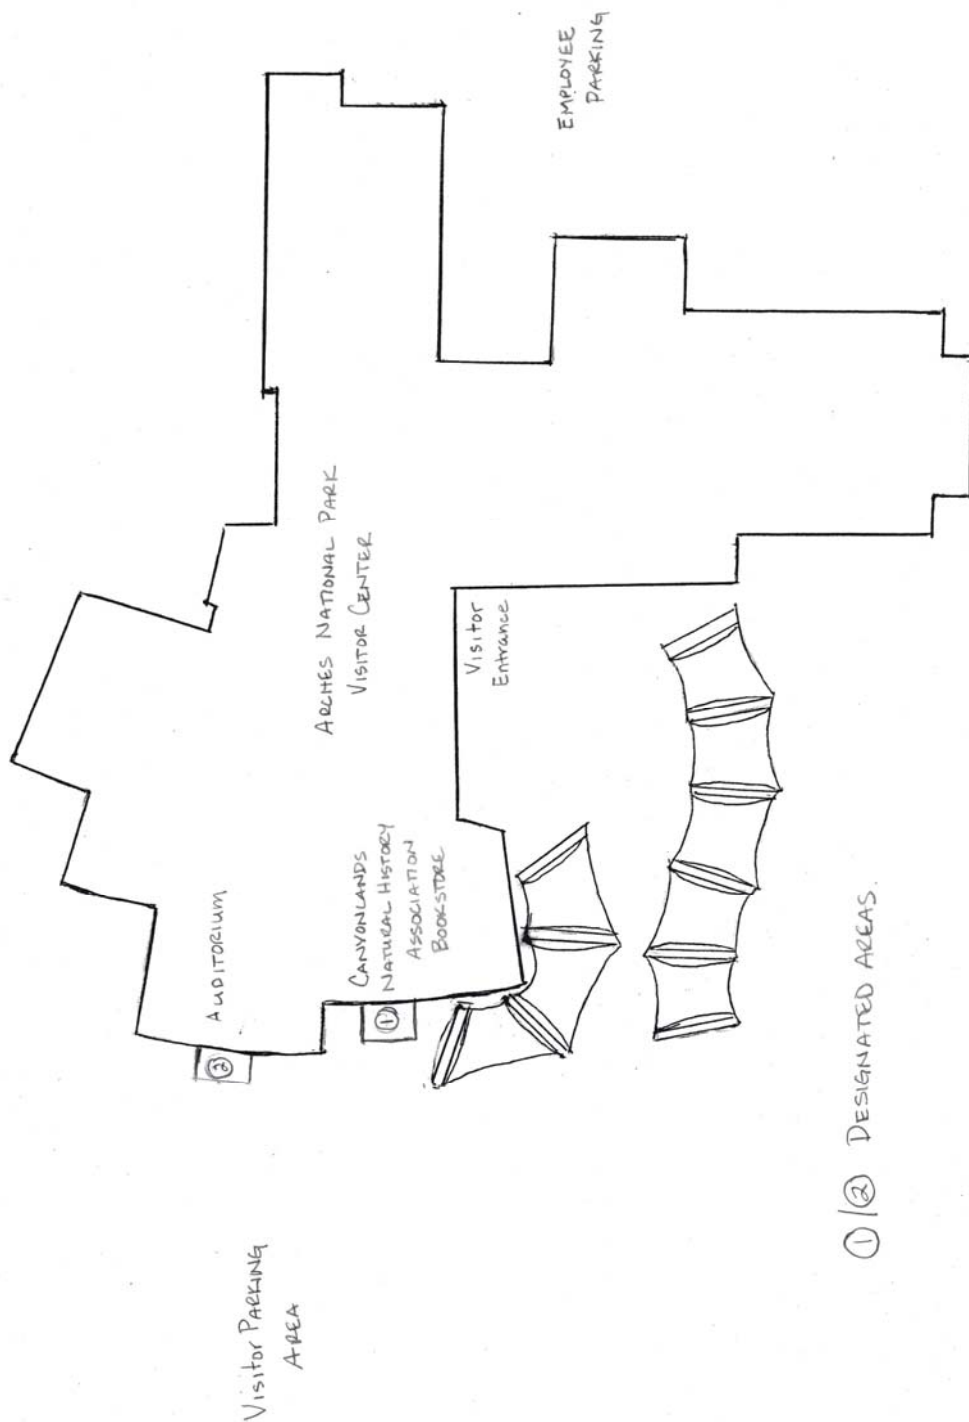 EMPLOYEE
PARKING
ARCHES NATIONAL PARK
VISITOR CENTER
Visitor
Entrance
CANYONLANDS
NATURAL HISTORY
ASSOCIATION
BOOKSTORE
AUDITORIUM
①
②
Visitor PARKING
AREA
①/② DESIGNATED AREAS.